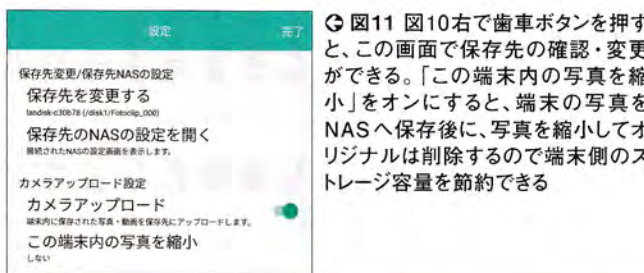 設定
完了
保存先変更/保存先NASの設定
保存先を変更する
landisk-c30b78 (/disk1/Fotoclip_000)
保存先のNASの設定を開く
接続されたNASの設定画面を表示します。
カメラアップロード設定
カメラアップロード
端末内に保存された写真・動画を保存先にアップロードします。
この端末内の写真を縮小
しない
図11 図10右で歯車ボタンを押す
と、この画面で保存先の確認・変更
ができる。「この端末内の写真を縮
小」をオンにすると、端末の写真を
NASへ保存後に、写真を縮小してオ
リジナルは削除するので端末側のス
トレージ容量を節約できる